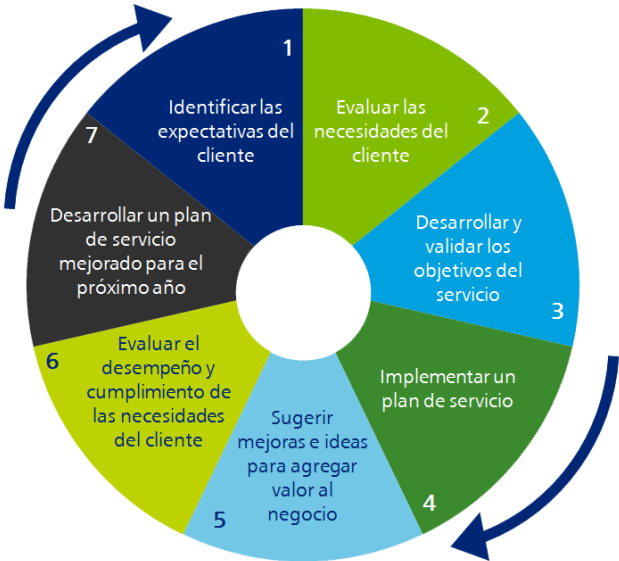 1
Identificar las
expectativas del
cliente
2
Evaluar las
necesidades del
cliente
3
Desarrollar y
validar los
objetivos del
servicio
4
Implementar un
plan de servicio
5
Sugerir
mejoras e ideas
para agregar
valor al
negocio
6
Evaluar el
desempeño y
cumplimiento de
las necesidades
del cliente
7
Desarrollar un plan
de servicio
mejorado para el
próximo año